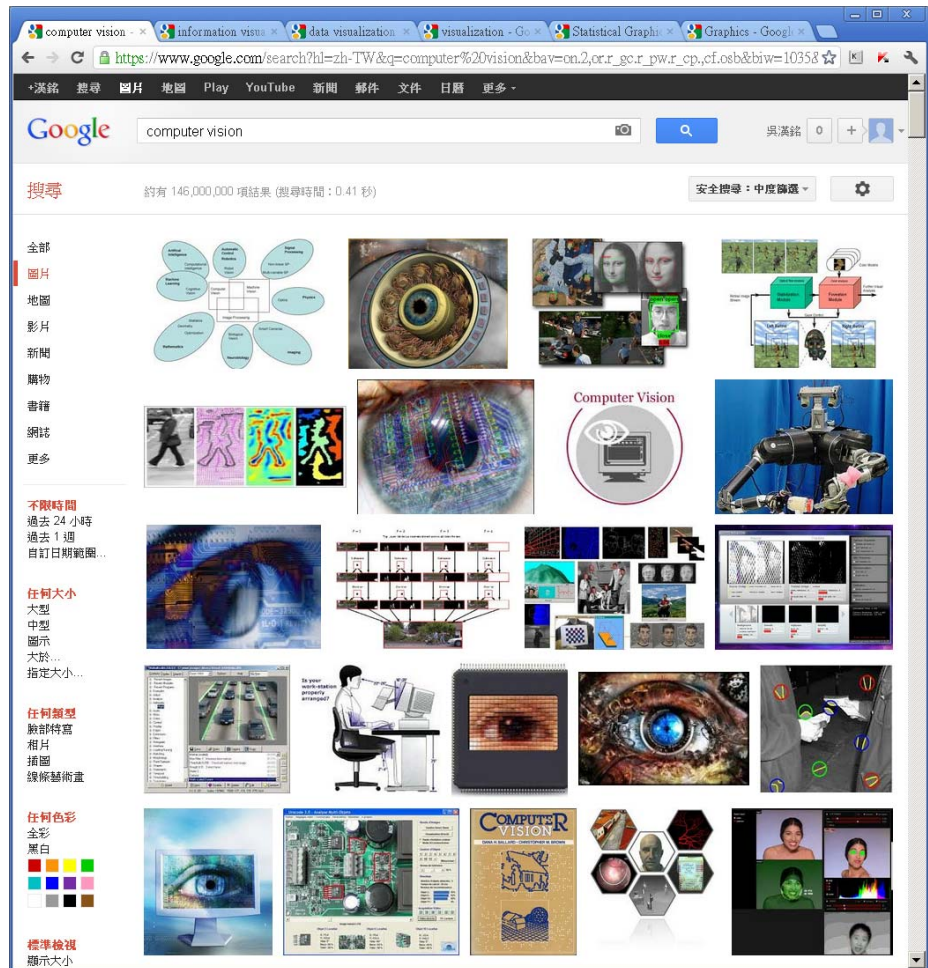 computer vision -
information visua
data visualization
visualization - Go
Statistical Graphi
Graphics - Googl
https://www.google.com/search?hl=zh-TW&q=computer%20vision&bav=on.2,or.r_gc.r_pw.r_cp.,cf.osb&biw=1035&
+漢銘 搜尋 圖片 地圖 Play YouTube 新聞 郵件 文件 日曆 更多
Google
computer vision
吳漢銘 0 +
搜尋
約有 146,000,000 項結果 (搜尋時間：0.41 秒)
安全搜尋：中度篩選
全部
圖片
地圖
影片
新聞
購物
書籍
網誌
更多
不限時間
過去 24 小時
過去 1 週
自訂日期範圍...
任何大小
大型
中型
圖示
大於...
指定大小...
任何類型
臉部特寫
相片
插圖
線條藝術畫
任何色彩
全彩
黑白
標準檢視
顯示大小
Computer Vision
Is your
work-station
properly
arranged?
COMPUTER
VISION
DANA H. BALLARD · CHRISTOPHER M. BROWN